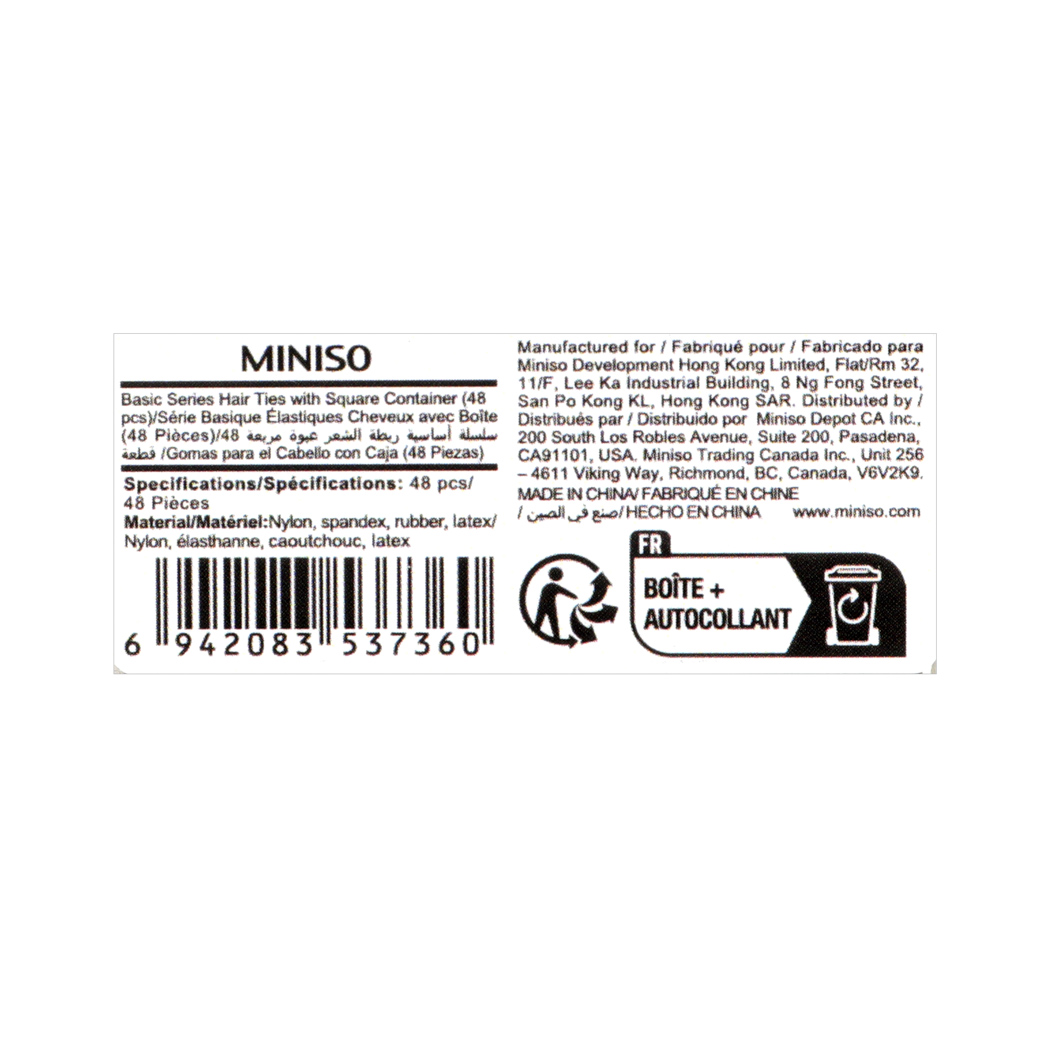 MINISO
Basic Series Hair Ties with Square Container (48
pcs)/Série Basique Élastiques Cheveux avec Boîte
(48 Pièces)/48 سلسلة أساسية ربطة الشعر عبوة مربعة
قطعة /Gomas para el Cabello con Caja (48 Piezas)
Specifications/Spécifications: 48 pcs/
48 Pièces
Material/Matériel:Nylon, spandex, rubber, latex/
Nylon, élasthanne, caoutchouc, latex
6 942083 537360
Manufactured for / Fabriqué pour / Fabricado para
Miniso Development Hong Kong Limited, Flat/Rm 32,
11/F, Lee Ka Industrial Building, 8 Ng Fong Street,
San Po Kong KL, Hong Kong SAR. Distributed by /
Distribués par / Distribuido por Miniso Depot CA Inc.,
200 South Los Robles Avenue, Suite 200, Pasadena,
CA91101, USA. Miniso Trading Canada Inc., Unit 256
– 4611 Viking Way, Richmond, BC, Canada, V6V2K9.
MADE IN CHINA/ FABRIQUÉ EN CHINE
/ صنع في الصين/HECHO EN CHINA www.miniso.com
FR
BOÎTE +
AUTOCOLLANT